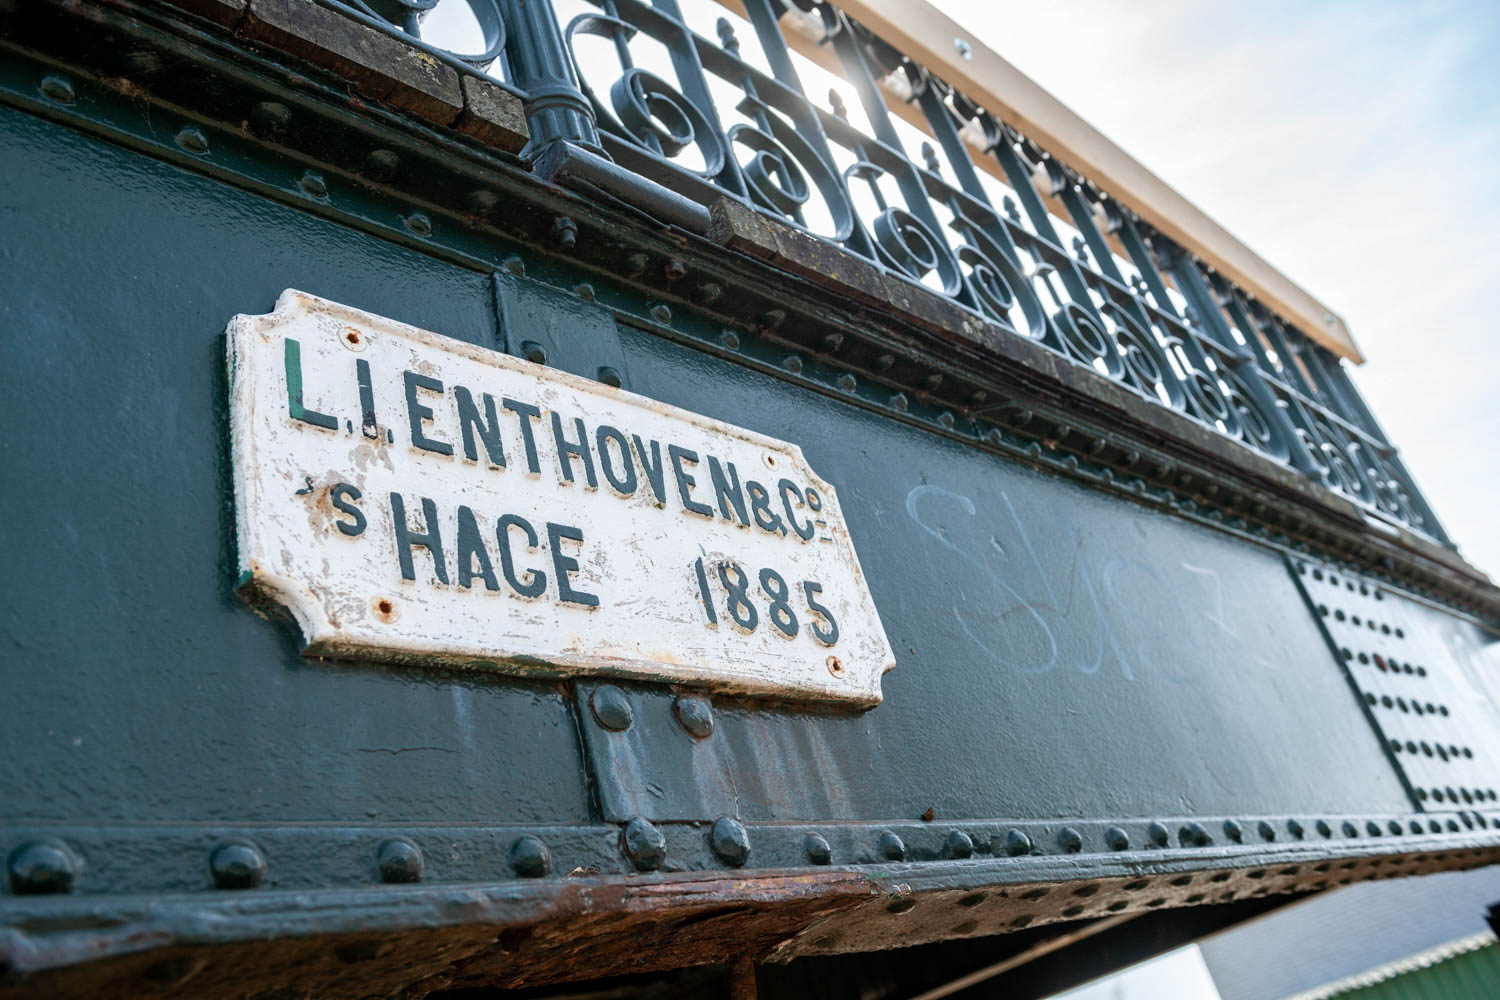 L.I.ENTHOVEN & Cº
'S HAGE 1885